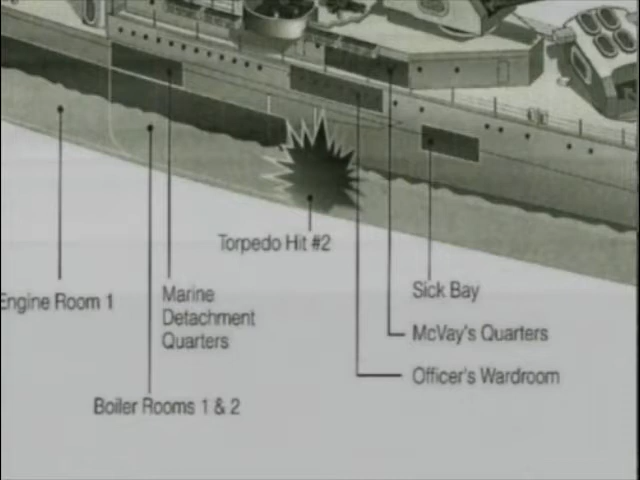 Torpedo Hit #2
Engine Room 1
Marine
Detachment
Quarters
Sick Bay
McVay's Quarters
Officer's Wardroom
Boiler Rooms 1 & 2